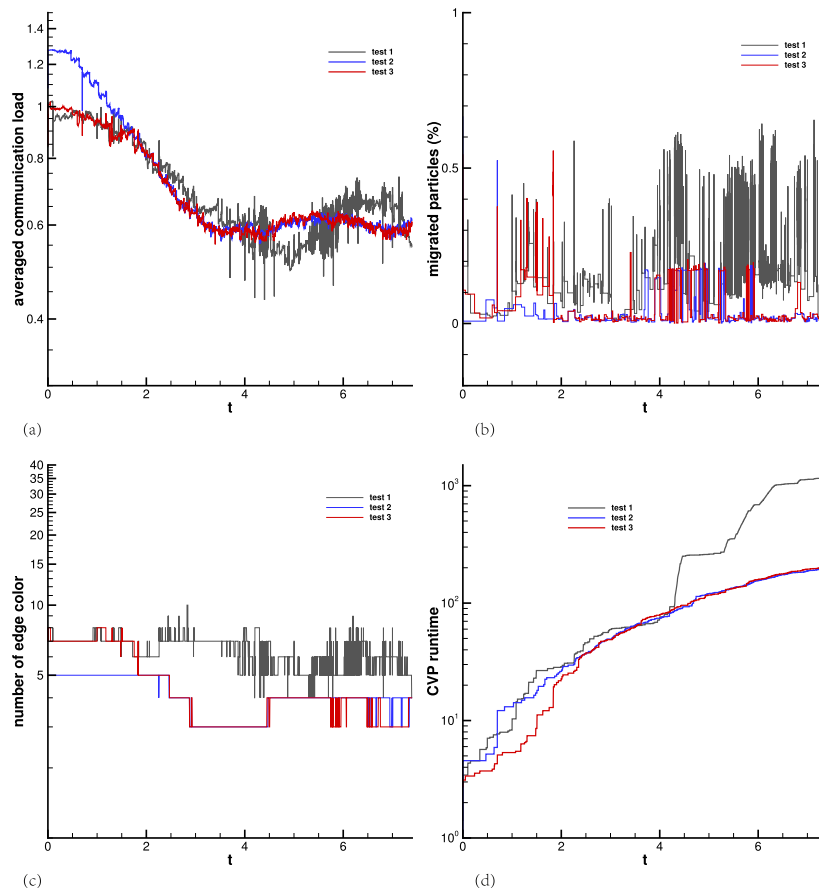 averaged communication load
1.4
1.2
1
0.8
0.6
0.4
0
2
4
6
t
test 1
test 2
test 3
(a)
migrated particles (%)
1
0.5
0
0
2
4
6
t
test 1
test 2
test 3
(b)
number of edge color
40
35
30
25
20
15
10
5
5
0
2
4
6
t
test 1
test 2
test 3
(c)
CVP runtime
10³
10²
10¹
10⁰
0
2
4
6
t
test 1
test 2
test 3
(d)